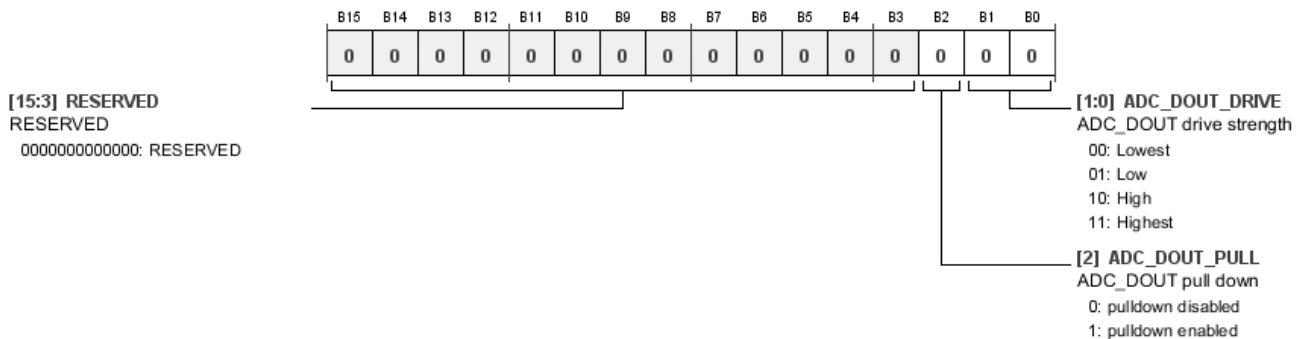 B15 B14 B13 B12 B11 B10 B9 B8 B7 B6 B5 B4 B3 B2 B1 B0
0 0 0 0 0 0 0 0 0 0 0 0 0 0 0 0
[15:3] RESERVED
RESERVED
0000000000000: RESERVED
[1:0] ADC_DOUT_DRIVE
ADC_DOUT drive strength
00: Lowest
01: Low
10: High
11: Highest
[2] ADC_DOUT_PULL
ADC_DOUT pull down
0: pulldown disabled
1: pulldown enabled